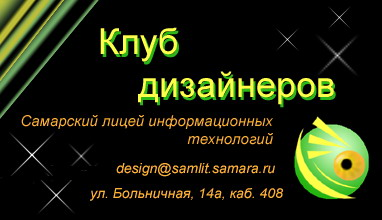 Клуб
дизайнеров
Самарский лицей информационных
технологий
design@samlit.samara.ru
ул. Больничная, 14а, каб. 408